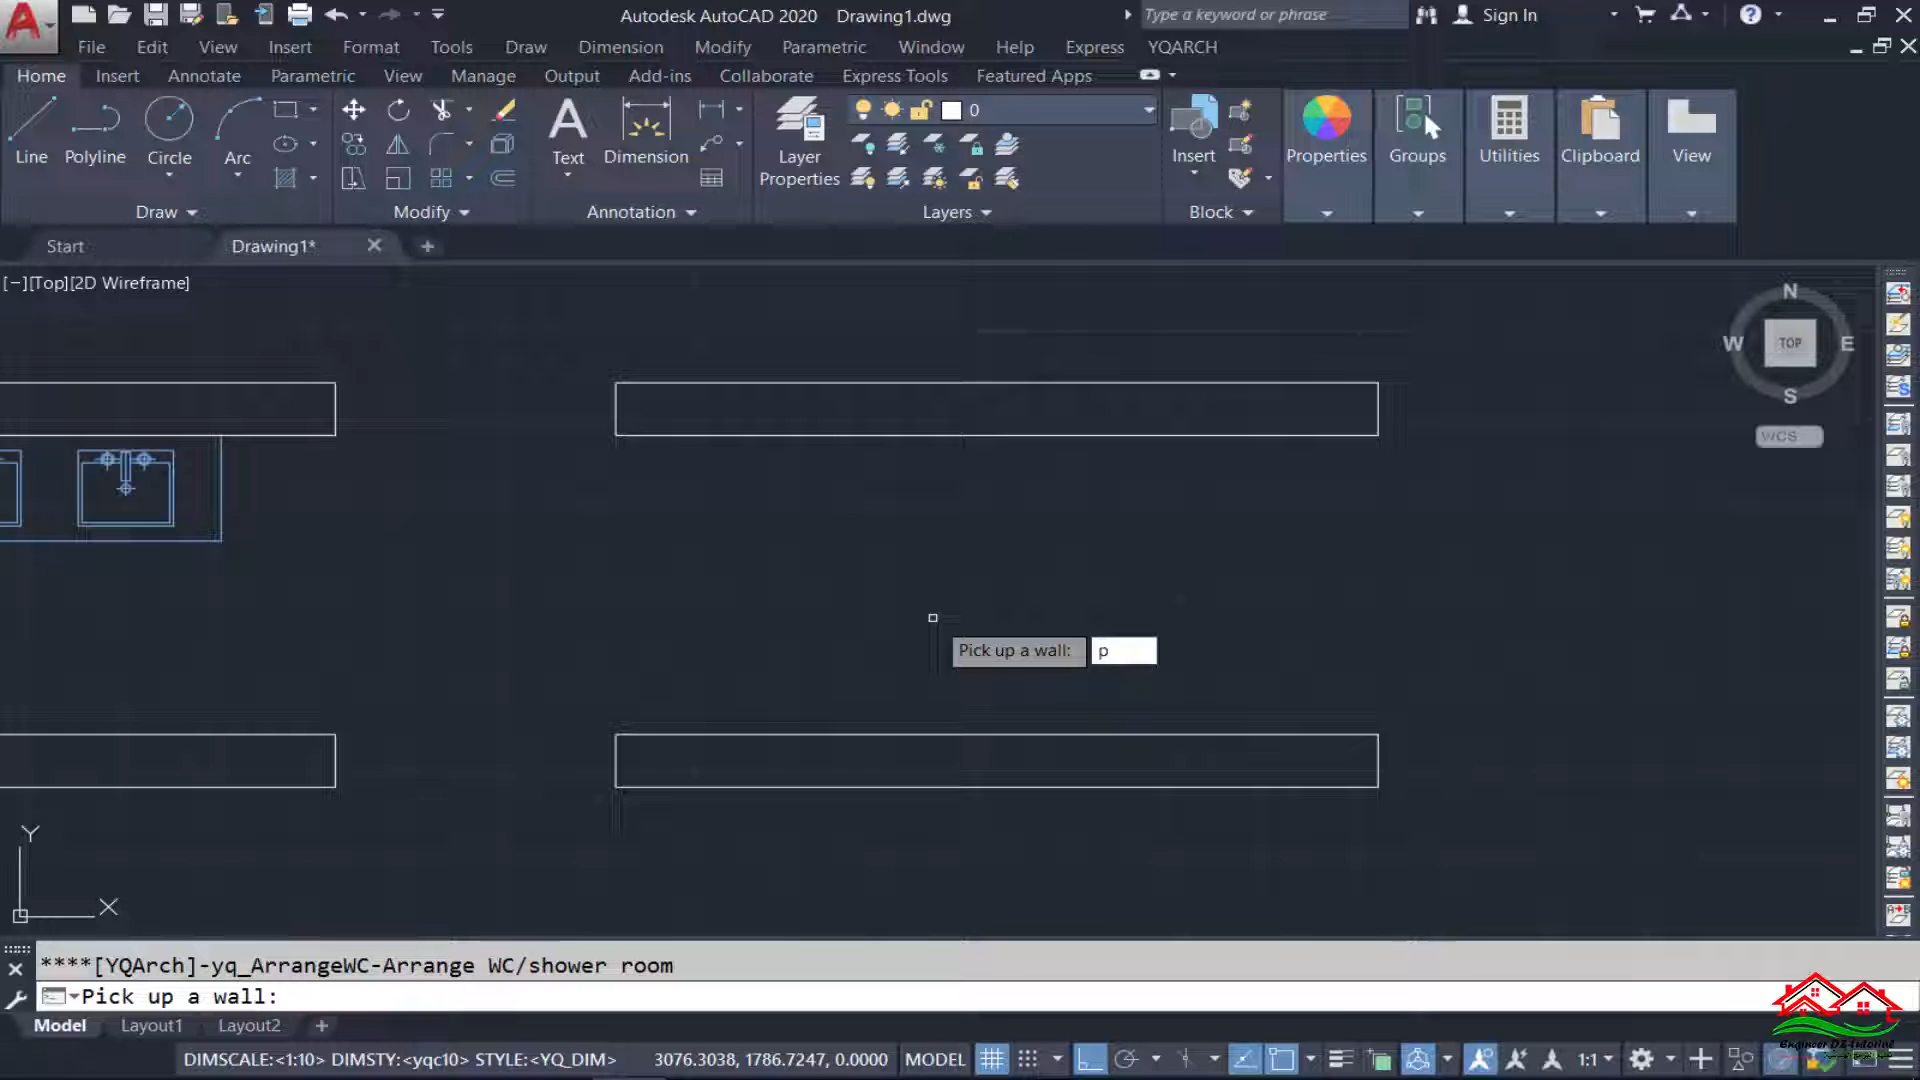 Autodesk AutoCAD 2020 Drawing1.dwg
Type a keyword or phrase
Sign In
File Edit View Insert Format Tools Draw Dimension Modify Parametric Window Help Express YQARCH
Home Insert Annotate Parametric View Manage Output Add-ins Collaborate Express Tools Featured Apps
0
Line Polyline Circle Arc Text Dimension Layer Properties Insert Properties Groups Utilities Clipboard View
Draw Modify Annotation Layers Block
Start Drawing1*
[−][Top][2D Wireframe]
N
W TOP E
S
WCS
Pick up a wall: p
Y
X
****[YQArch]-yq_ArrangeWC-Arrange WC/shower room
Pick up a wall:
Model Layout1 Layout2
DIMSCALE:<1:10> DIMSTY:<yqc10> STYLE:<YQ_DIM> 3076.3038, 1786.7247, 0.0000 MODEL 1:1
Engineer DZ-tutorial